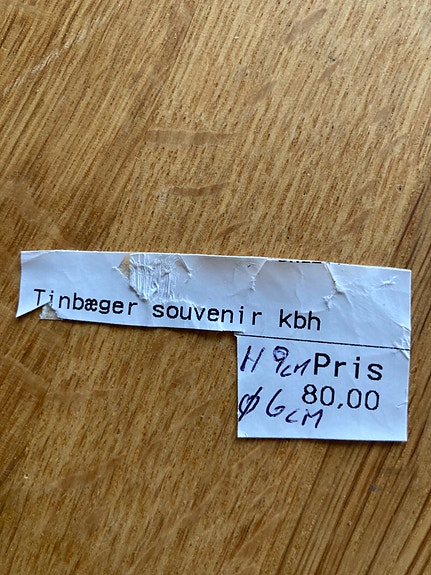 Tinbæger souvenir kbh
H 9cM Pris
80,00
Ø 6cM